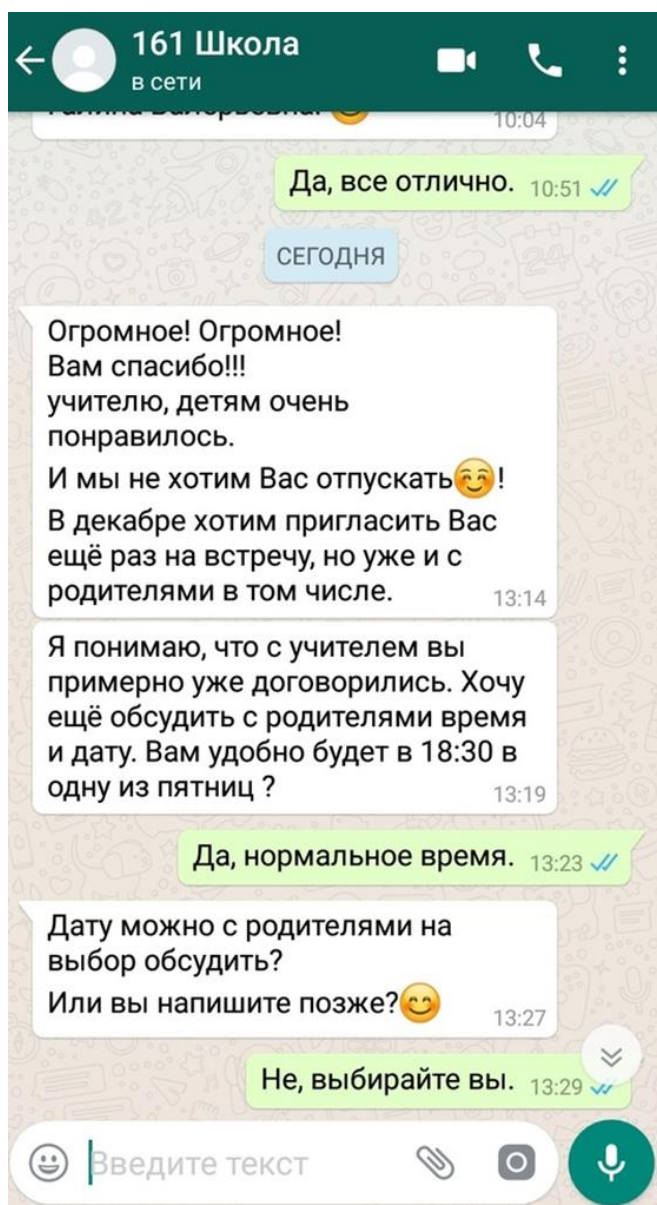 161 Школа
в сети
10:04
Да, все отлично. 10:51
СЕГОДНЯ
Огромное! Огромное!
Вам спасибо!!!
учителю, детям очень
понравилось.
И мы не хотим Вас отпускать😊!
В декабре хотим пригласить Вас
ещё раз на встречу, но уже и с
родителями в том числе. 13:14
Я понимаю, что с учителем вы
примерно уже договорились. Хочу
ещё обсудить с родителями время
и дату. Вам удобно будет в 18:30 в
одну из пятниц ? 13:19
Да, нормальное время. 13:23
Дату можно с родителями на
выбор обсудить?
Или вы напишите позже?😊 13:27
Не, выбирайте вы. 13:29
Введите текст